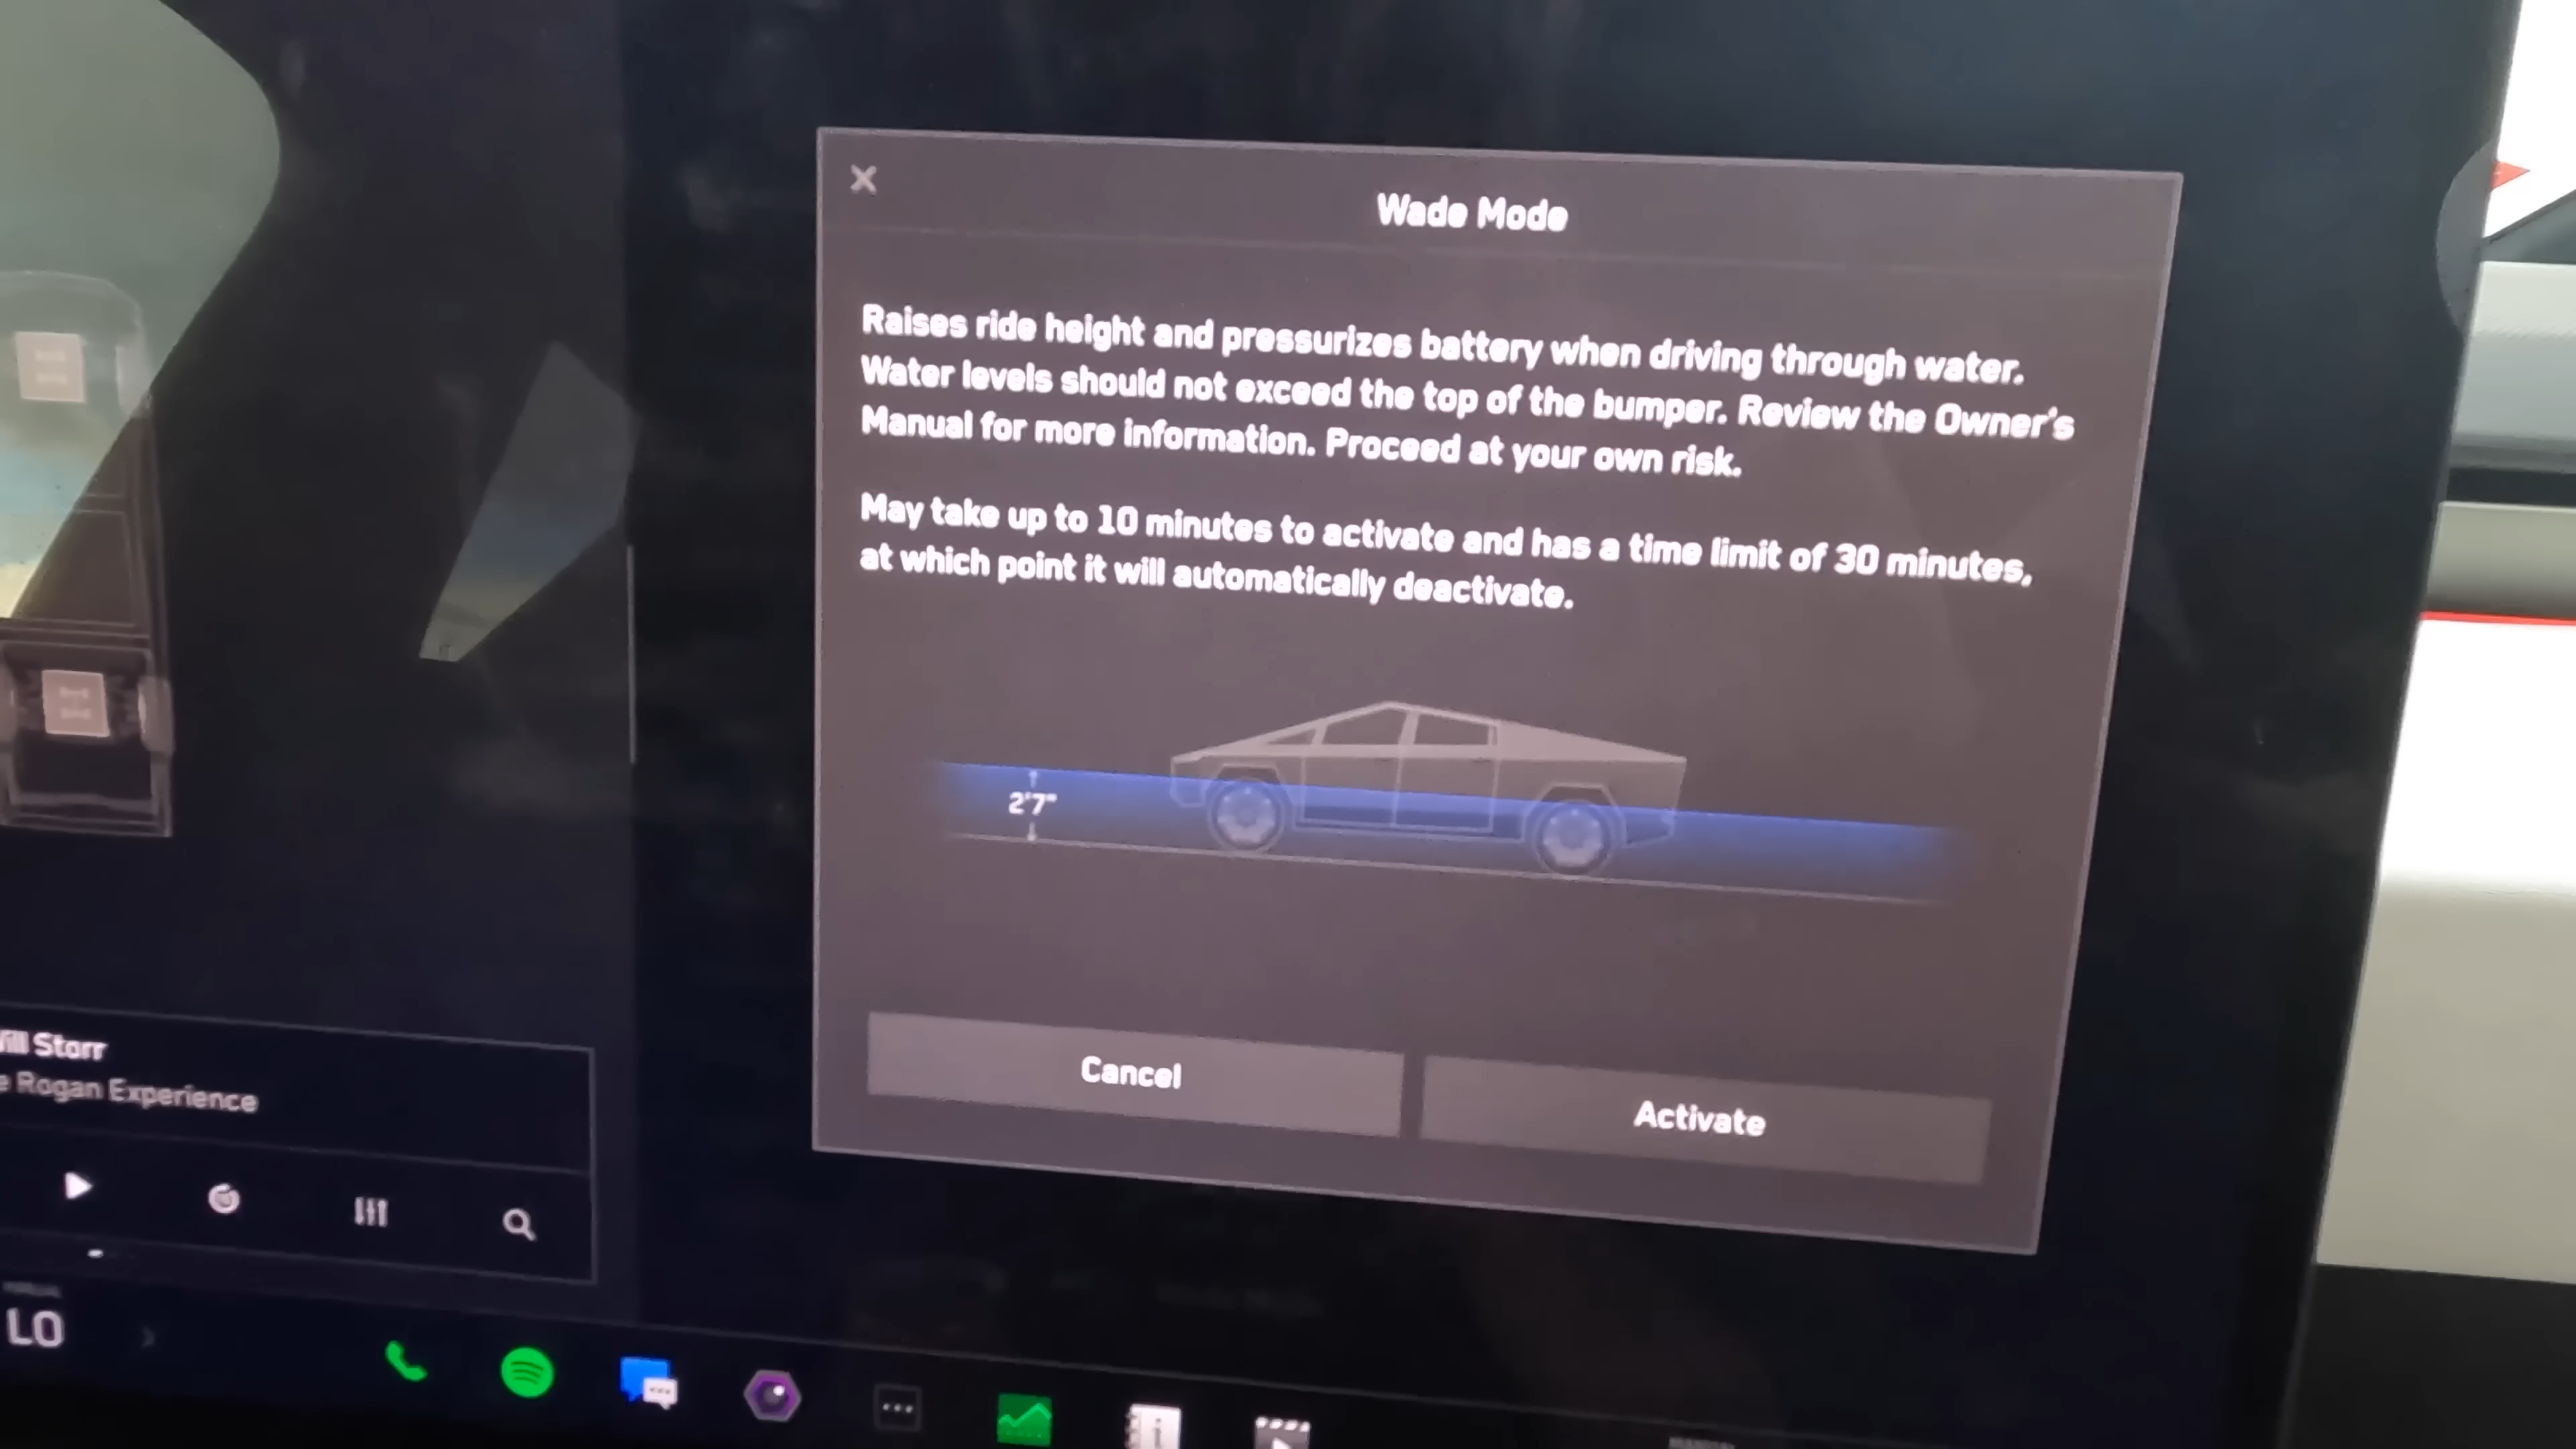 Wade Mode
Raises ride height and pressurizes battery when driving through water.
Water levels should not exceed the top of the bumper. Review the Owner's
Manual for more information. Proceed at your own risk.
May take up to 10 minutes to activate and has a time limit of 30 minutes,
at which point it will automatically deactivate.
2'7"
Cancel
Activate
Will Storr
e Rogan Experience
LO